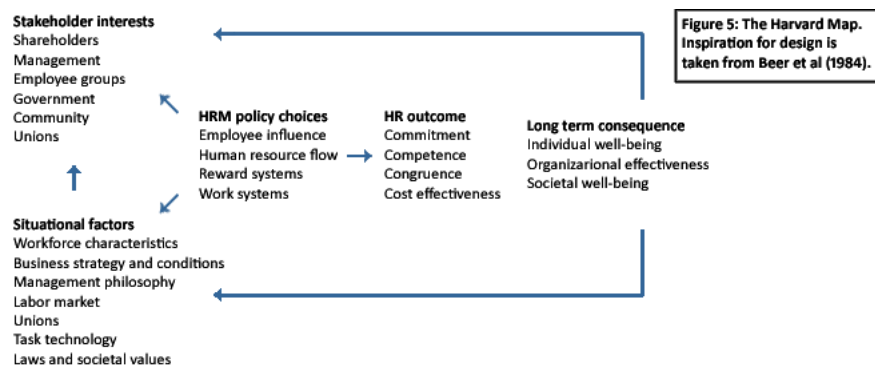 Stakeholder interests
Shareholders
Management
Employee groups
Government
Community
Unions
Situational factors
Workforce characteristics
Business strategy and conditions
Management philosophy
Labor market
Unions
Task technology
Laws and societal values
HRM policy choices
Employee influence
Human resource flow
Reward systems
Work systems
HR outcome
Commitment
Competence
Congruence
Cost effectiveness
Long term consequence
Individual well-being
Organizarional effectiveness
Societal well-being
Figure 5: The Harvard Map.
Inspiration for design is
taken from Beer et al (1984).